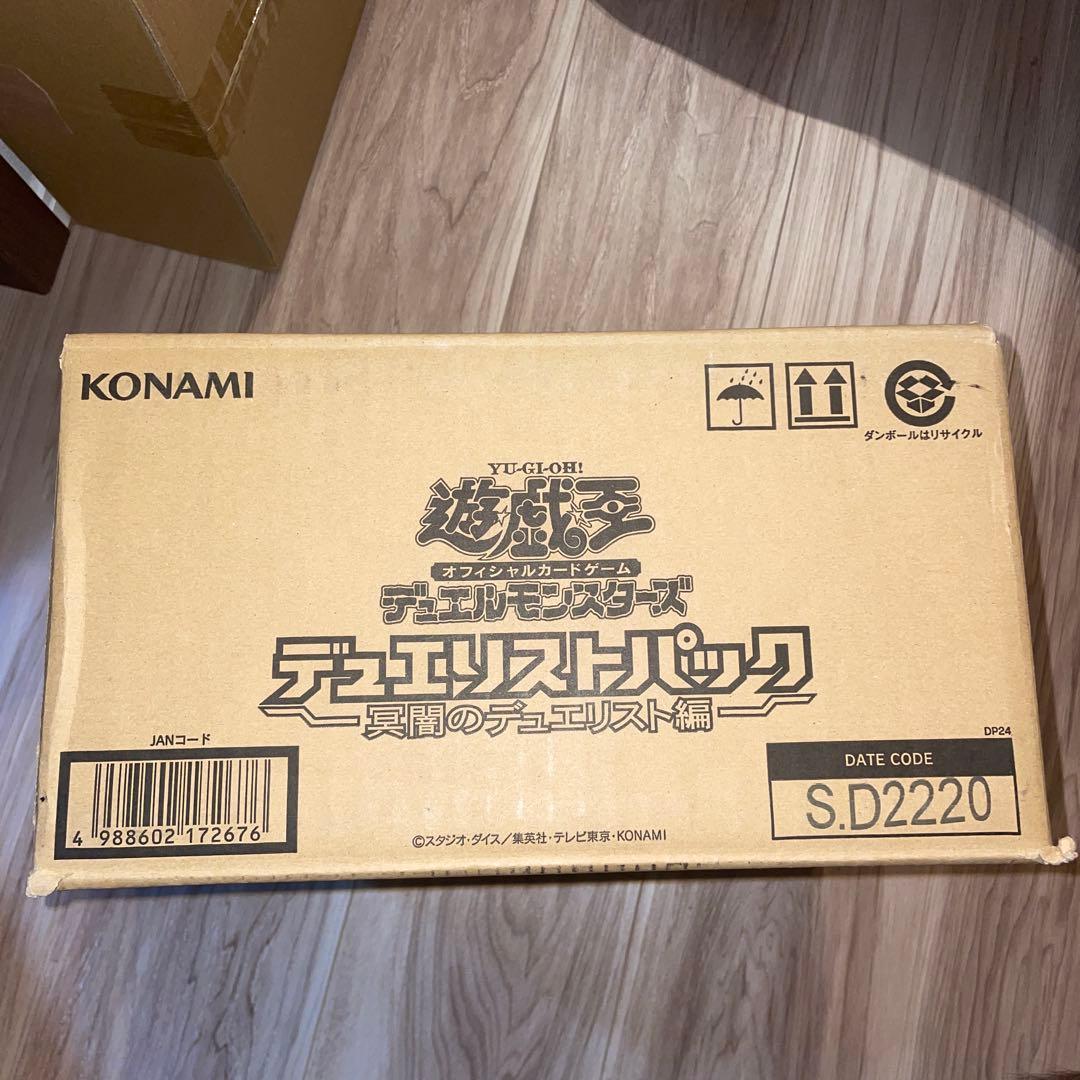 KONAMI
ダンボールはリサイクル
YU-GI-OH!
遊戯王
オフィシャルカードゲーム
デュエルモンスターズ
デュエリストパック
冥闇のデュエリスト編
DP24
JANコード
4 988602 172676
DATE CODE
S.D2220
©スタジオ・ダイス／集英社・テレビ東京・KONAMI